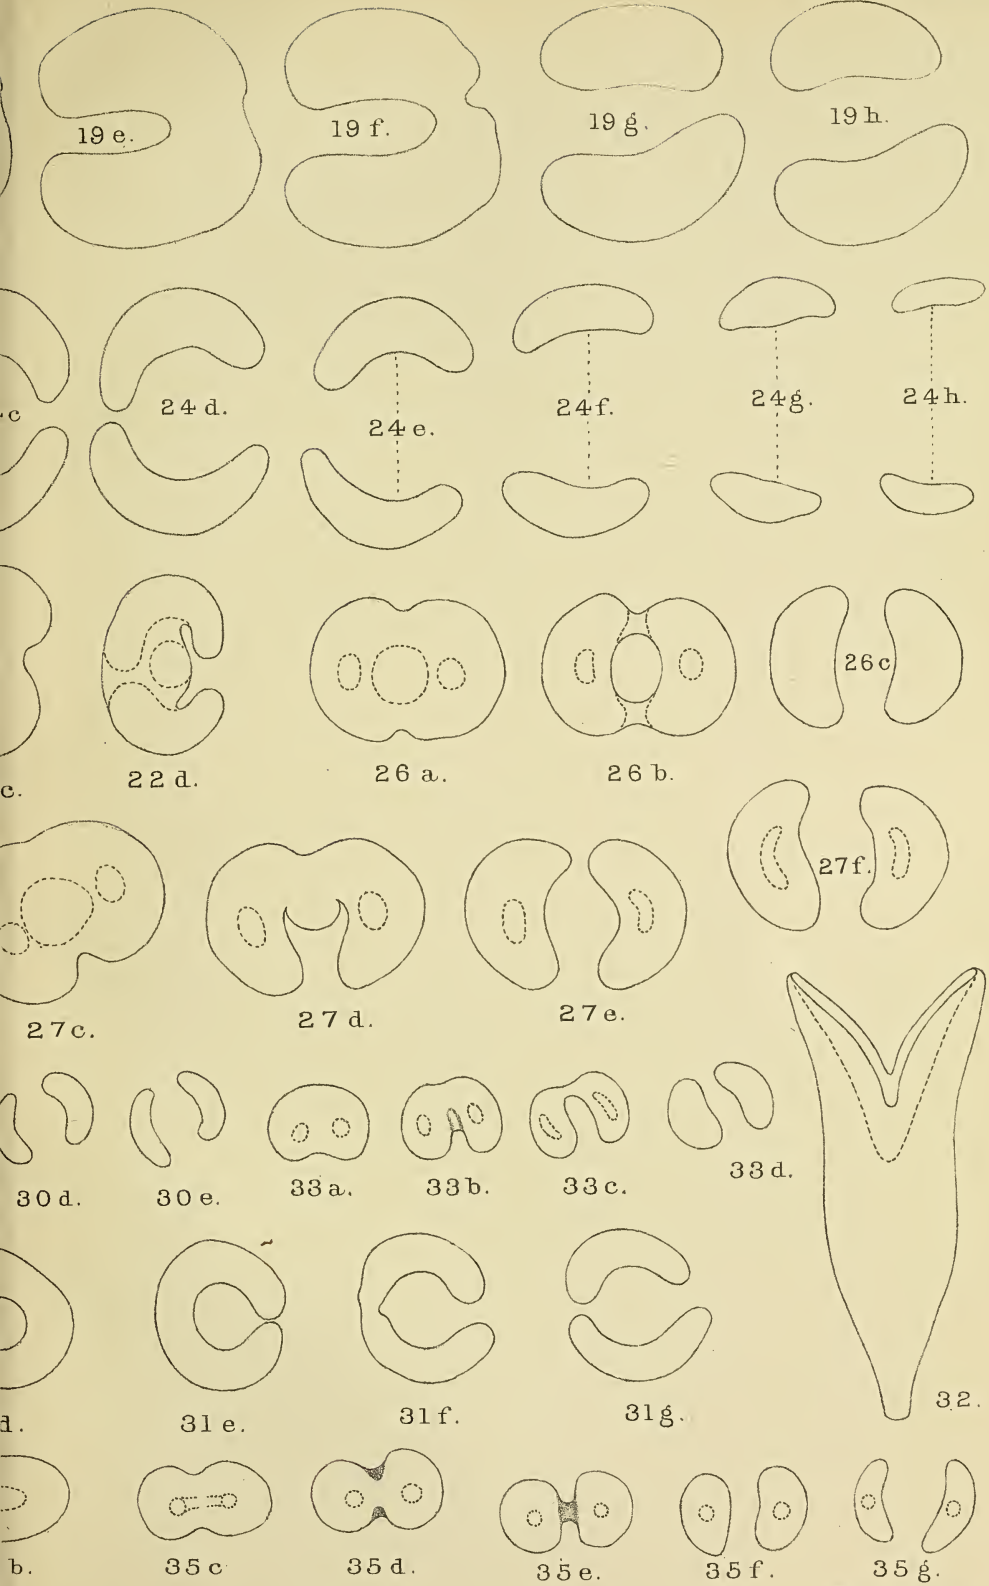 19 e. 19 f. 19 g. 19 h.
c 24 d. 24 e. 24 f. 24 g. 24 h.
c. 22 d. 26 a. 26 b. 26 c
27 c. 27 d. 27 e. 27 f.
30 d. 30 e. 33 a. 33 b. 33 c. 33 d.
d. 31 e. 31 f. 31 g. 32.
b. 35 c 35 d. 35 e. 35 f. 35 g.